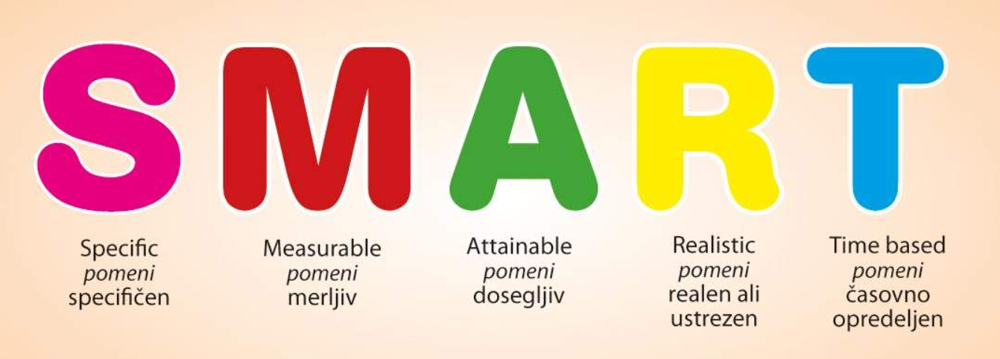 SMART
Specific
pomeni
specifičen
Measurable
pomeni
merljiv
Attainable
pomeni
dosegljiv
Realistic
pomeni
realen ali
ustrezen
Time based
pomeni
časovno
opredeljen